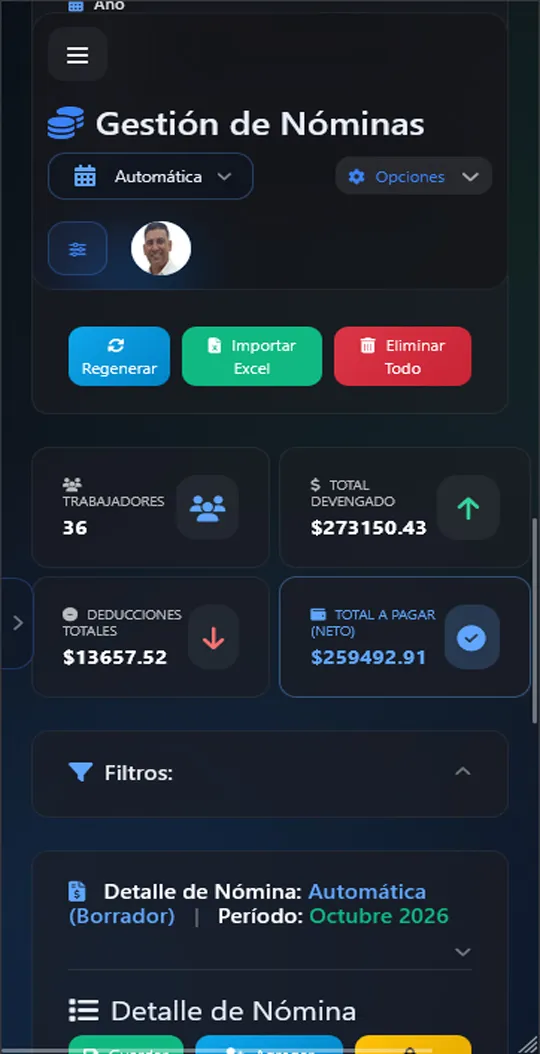 Año
Gestión de Nóminas
Automática
Opciones
Regenerar
Importar
Excel
Eliminar
Todo
TRABAJADORES
36
$ TOTAL
DEVENGADO
$273150.43
DEDUCCIONES
TOTALES
$13657.52
TOTAL A PAGAR
(NETO)
$259492.91
Filtros:
Detalle de Nómina: Automática
(Borrador) | Período: Octubre 2026
Detalle de Nómina